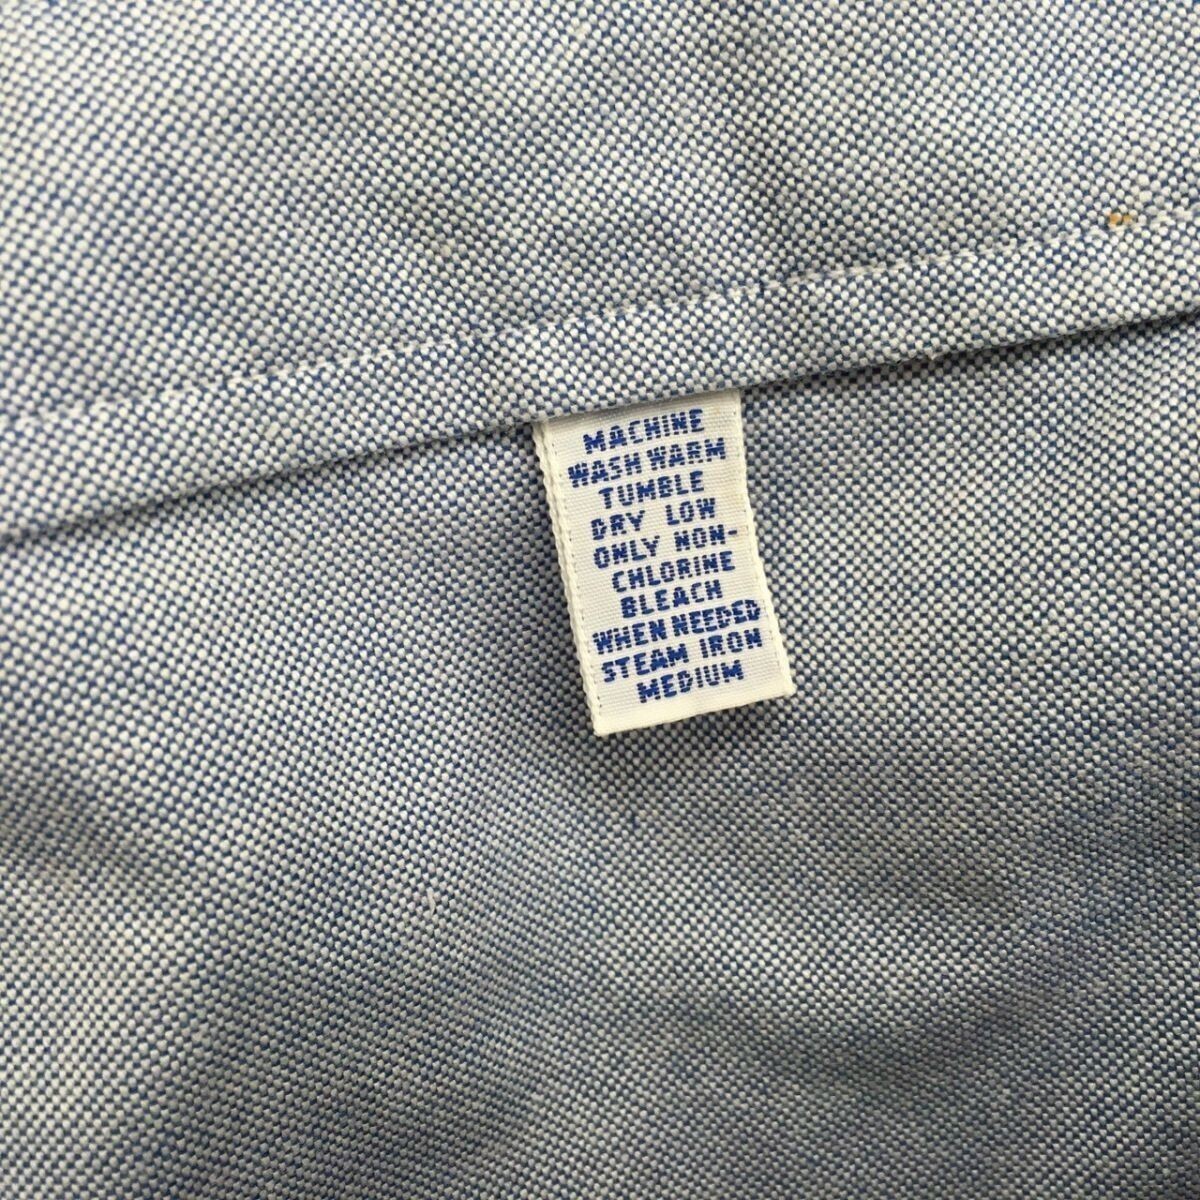 MACHINE
WASH WARM
TUMBLE
DRY LOW
ONLY NON-
CHLORINE
BLEACH
WHEN NEEDED
STEAM IRON
MEDIUM